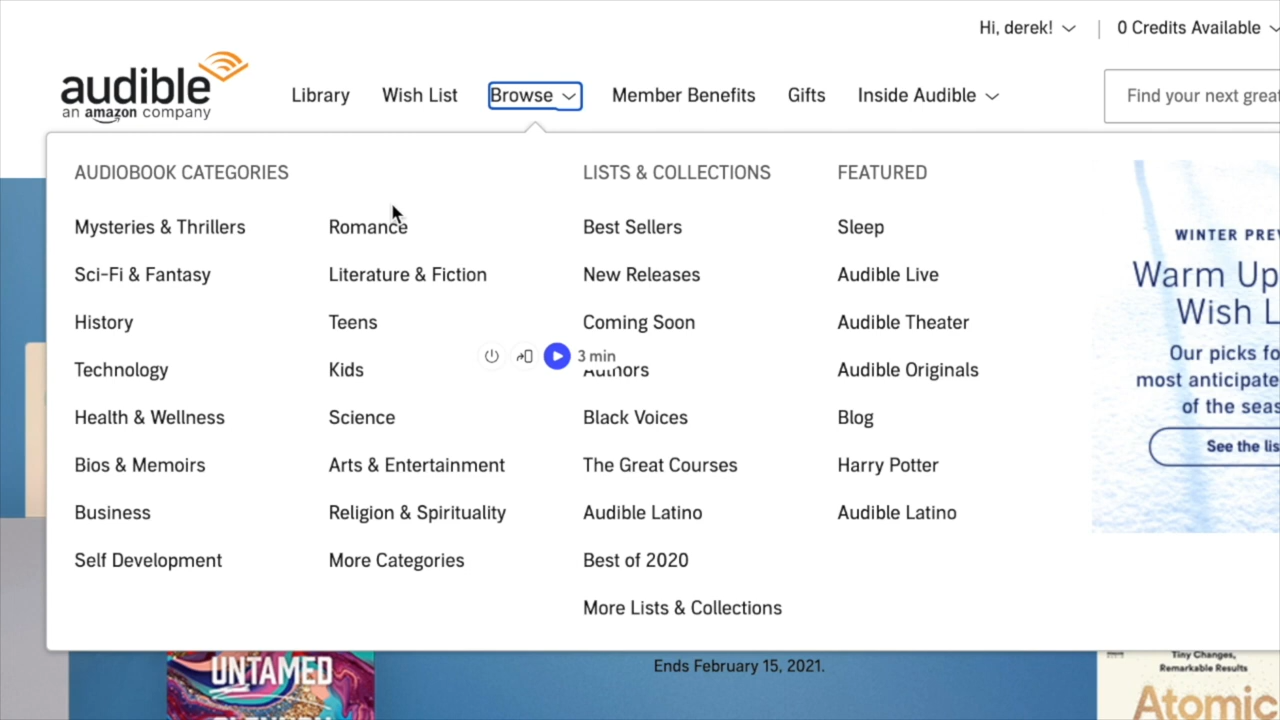 Hi, derek!
0 Credits Available
audible
an amazon company
Library
Wish List
Browse
Member Benefits
Gifts
Inside Audible
Find your next great
AUDIOBOOK CATEGORIES
Mysteries & Thrillers
Sci-Fi & Fantasy
History
Technology
Health & Wellness
Bios & Memoirs
Business
Self Development
Romance
Literature & Fiction
Teens
Kids
Science
Arts & Entertainment
Religion & Spirituality
More Categories
LISTS & COLLECTIONS
Best Sellers
New Releases
Coming Soon
3 min
Authors
Black Voices
The Great Courses
Audible Latino
Best of 2020
More Lists & Collections
FEATURED
Sleep
Audible Live
Audible Theater
Audible Originals
Blog
Harry Potter
Audible Latino
WINTER PREV
Warm Up
Wish L
Our picks fo
most anticipate
of the seas
See the lis
UNTAMED
GLENNON
Ends February 15, 2021.
Tiny Changes,
Remarkable Results
Atomic